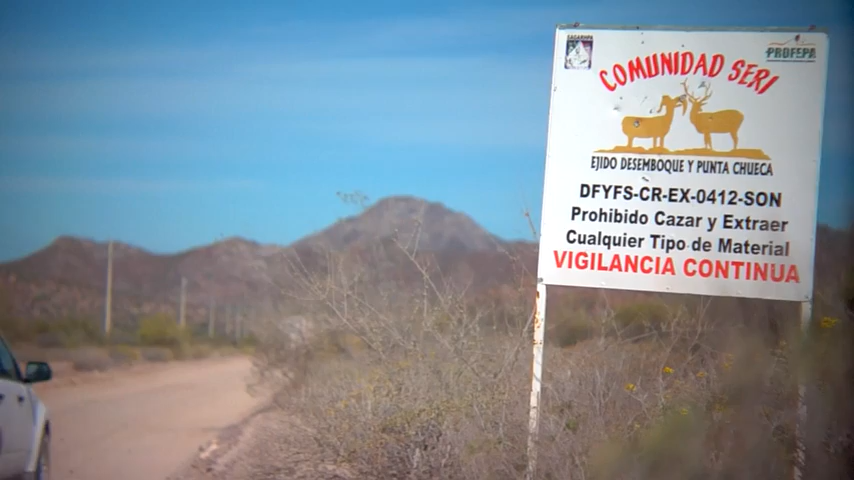 SAGARHPA
PROFEPA
COMUNIDAD SERI
EJIDO DESEMBOQUE Y PUNTA CHUECA
DFYFS-CR-EX-0412-SON
Prohibido Cazar y Extraer
Cualquier Tipo de Material
VIGILANCIA CONTINUA